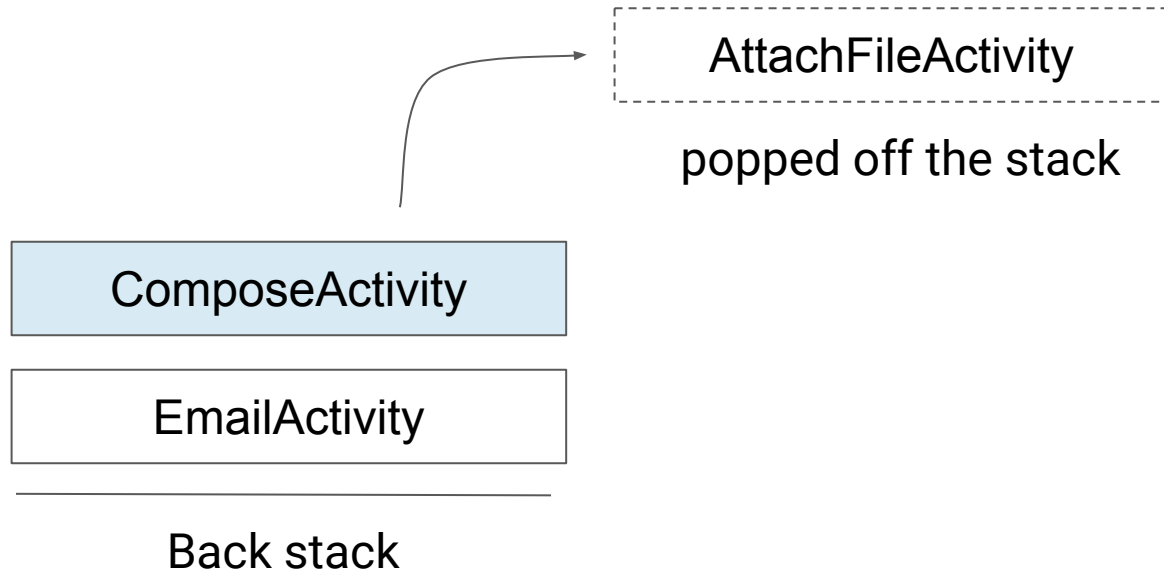 AttachFileActivity
popped off the stack
ComposeActivity
EmailActivity
Back stack